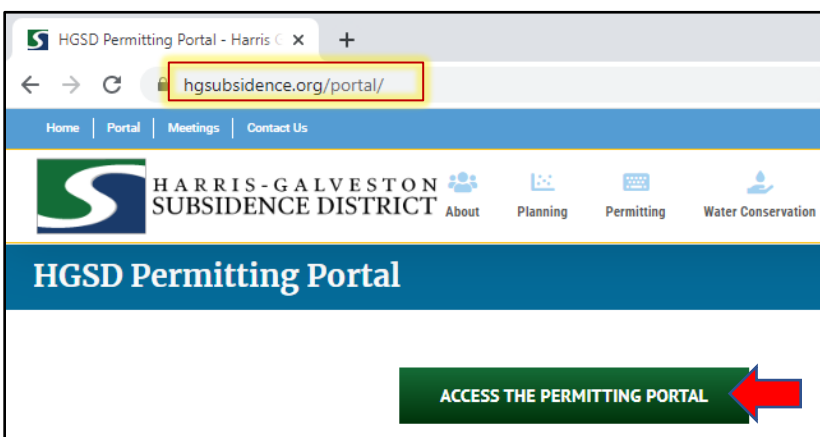 HGSD Permitting Portal - Harris G
hgsubsidence.org/portal/
Home Portal Meetings Contact Us
HARRIS-GALVESTON
SUBSIDENCE DISTRICT
About Planning Permitting Water Conservation
HGSD Permitting Portal
ACCESS THE PERMITTING PORTAL